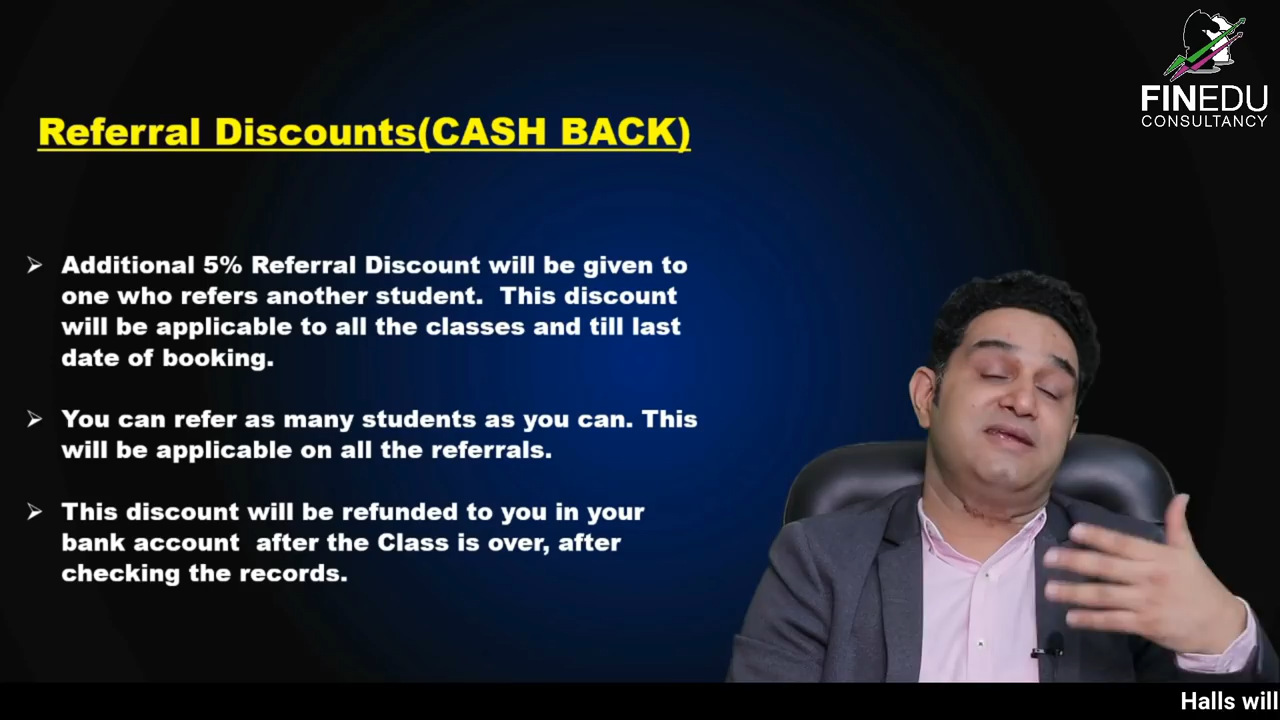 FINEDU
CONSULTANCY
Referral Discounts(CASH BACK)
➢ Additional 5% Referral Discount will be given to
one who refers another student.  This discount
will be applicable to all the classes and till last
date of booking.
➢ You can refer as many students as you can. This
will be applicable on all the referrals.
➢ This discount will be refunded to you in your
bank account  after the Class is over, after
checking the records.
Halls will